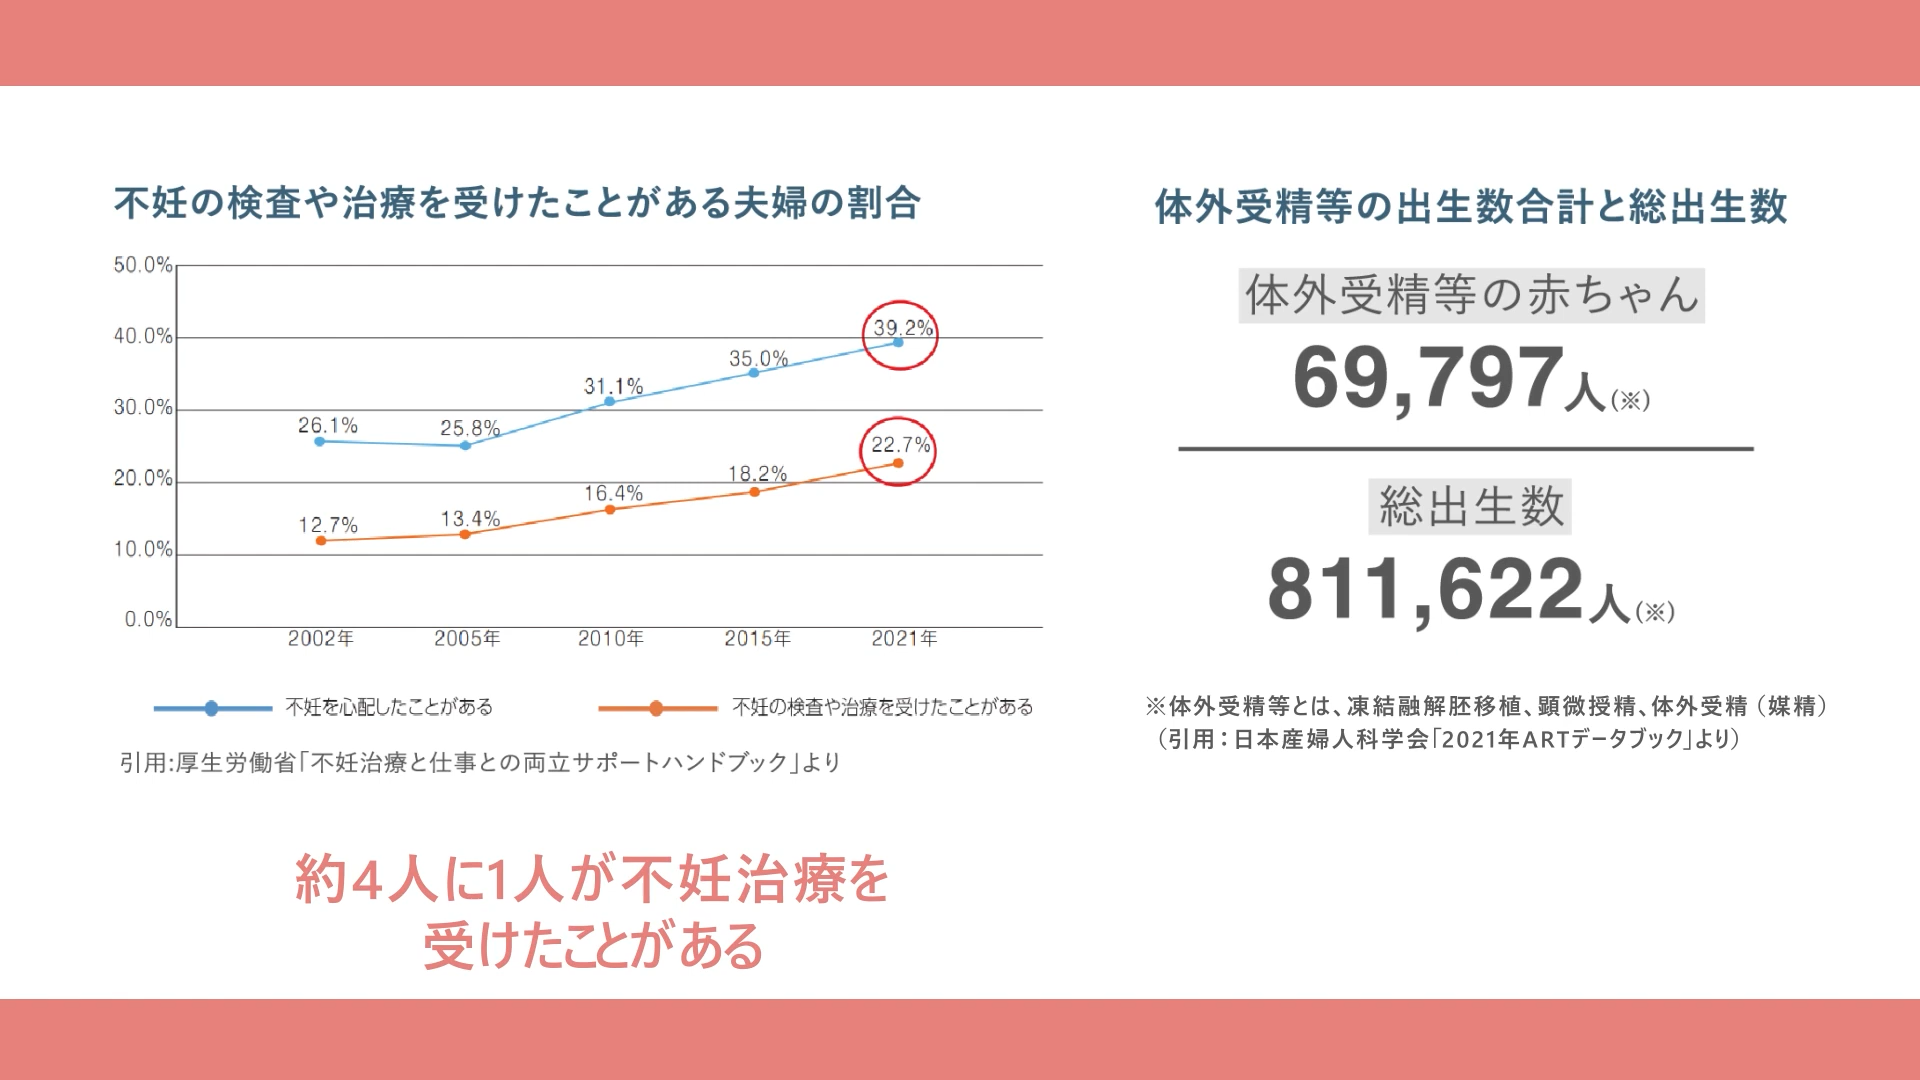 不妊の検査や治療を受けたことがある夫婦の割合
50.0%
40.0%
30.0%
20.0%
10.0%
0.0%
26.1%
25.8%
31.1%
35.0%
39.2%
12.7%
13.4%
16.4%
18.2%
22.7%
2002年
2005年
2010年
2015年
2021年
不妊を心配したことがある
不妊の検査や治療を受けたことがある
引用:厚生労働省「不妊治療と仕事との両立サポートハンドブック」より
約4人に1人が不妊治療を
受けたことがある
体外受精等の出生数合計と総出生数
体外受精等の赤ちゃん
69,797人(※)
総出生数
811,622人(※)
※体外受精等とは、凍結融解胚移植、顕微授精、体外受精（媒精）
（引用：日本産婦人科学会「2021年ARTデータブック」より）